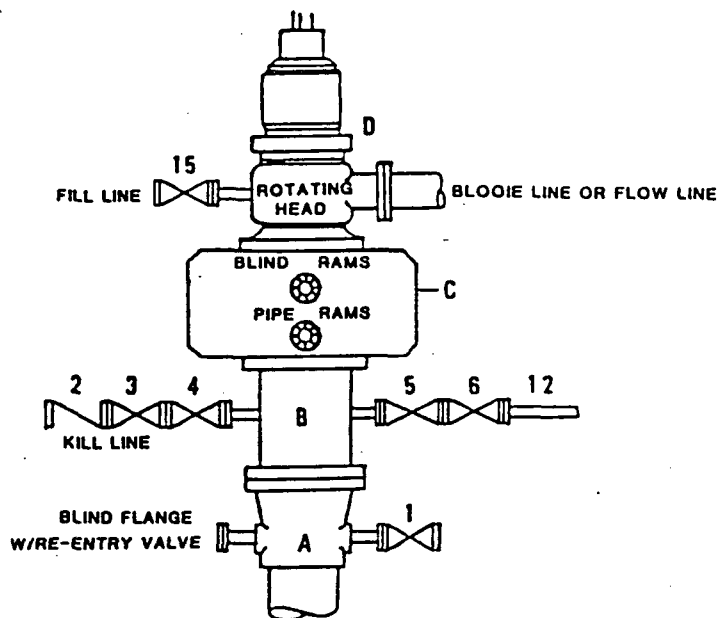 D
15
FILL LINE
ROTATING
HEAD
BLOOIE LINE OR FLOW LINE
BLIND RAMS
C
PIPE RAMS
2 3 4
5 6 12
B
KILL LINE
1
BLIND FLANGE
W/RE-ENTRY VALVE
A